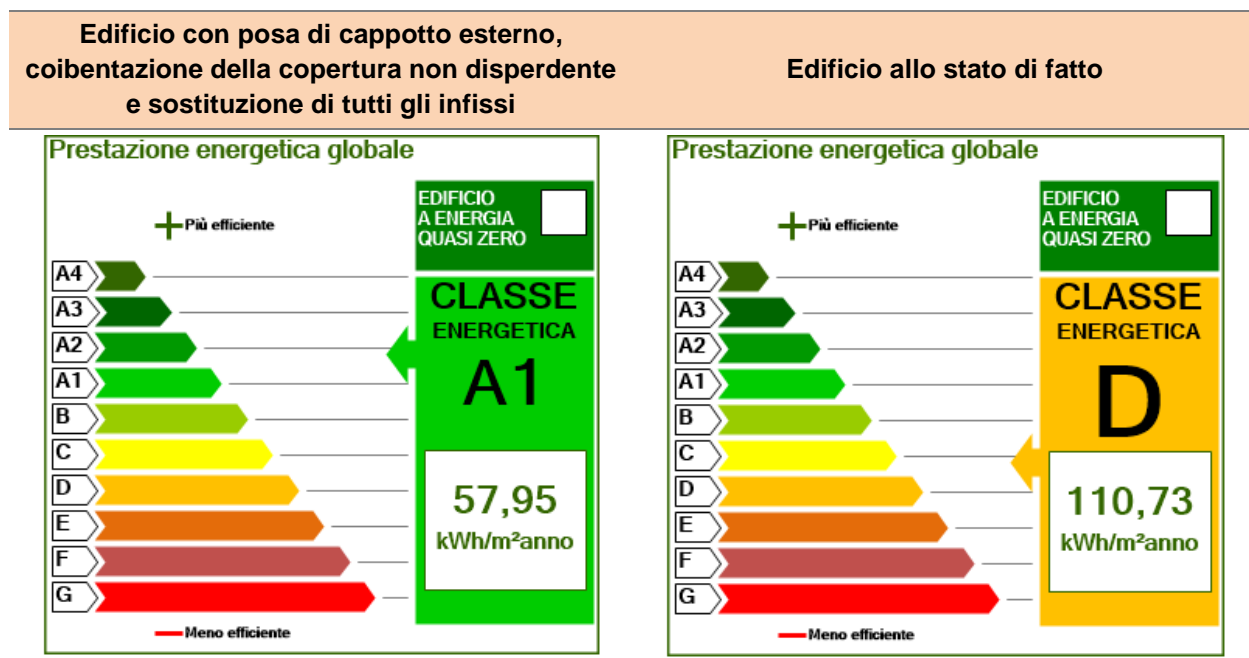 Edificio con posa di cappotto esterno,
coibentazione della copertura non disperdente
e sostituzione di tutti gli infissi
Edificio allo stato di fatto
Prestazione energetica globale
EDIFICIO
A ENERGIA
QUASI ZERO
Più efficiente
A4
A3
A2
A1
B
C
D
E
F
G
CLASSE
ENERGETICA
A1
57,95
kWh/m²anno
Meno efficiente
Prestazione energetica globale
EDIFICIO
A ENERGIA
QUASI ZERO
Più efficiente
A4
A3
A2
A1
B
C
D
E
F
G
CLASSE
ENERGETICA
D
110,73
kWh/m²anno
Meno efficiente